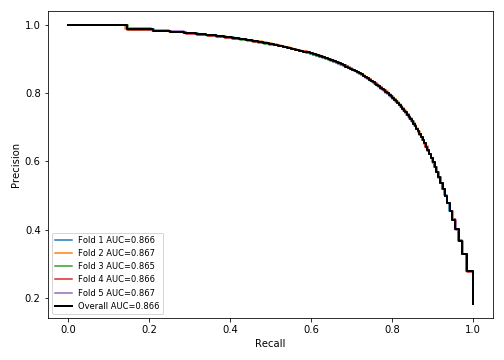 1.0
0.8
0.6
0.4
0.2
Precision
Fold 1 AUC=0.866
Fold 2 AUC=0.867
Fold 3 AUC=0.865
Fold 4 AUC=0.866
Fold 5 AUC=0.867
Overall AUC=0.866
0.0 0.2 0.4 0.6 0.8 1.0
Recall